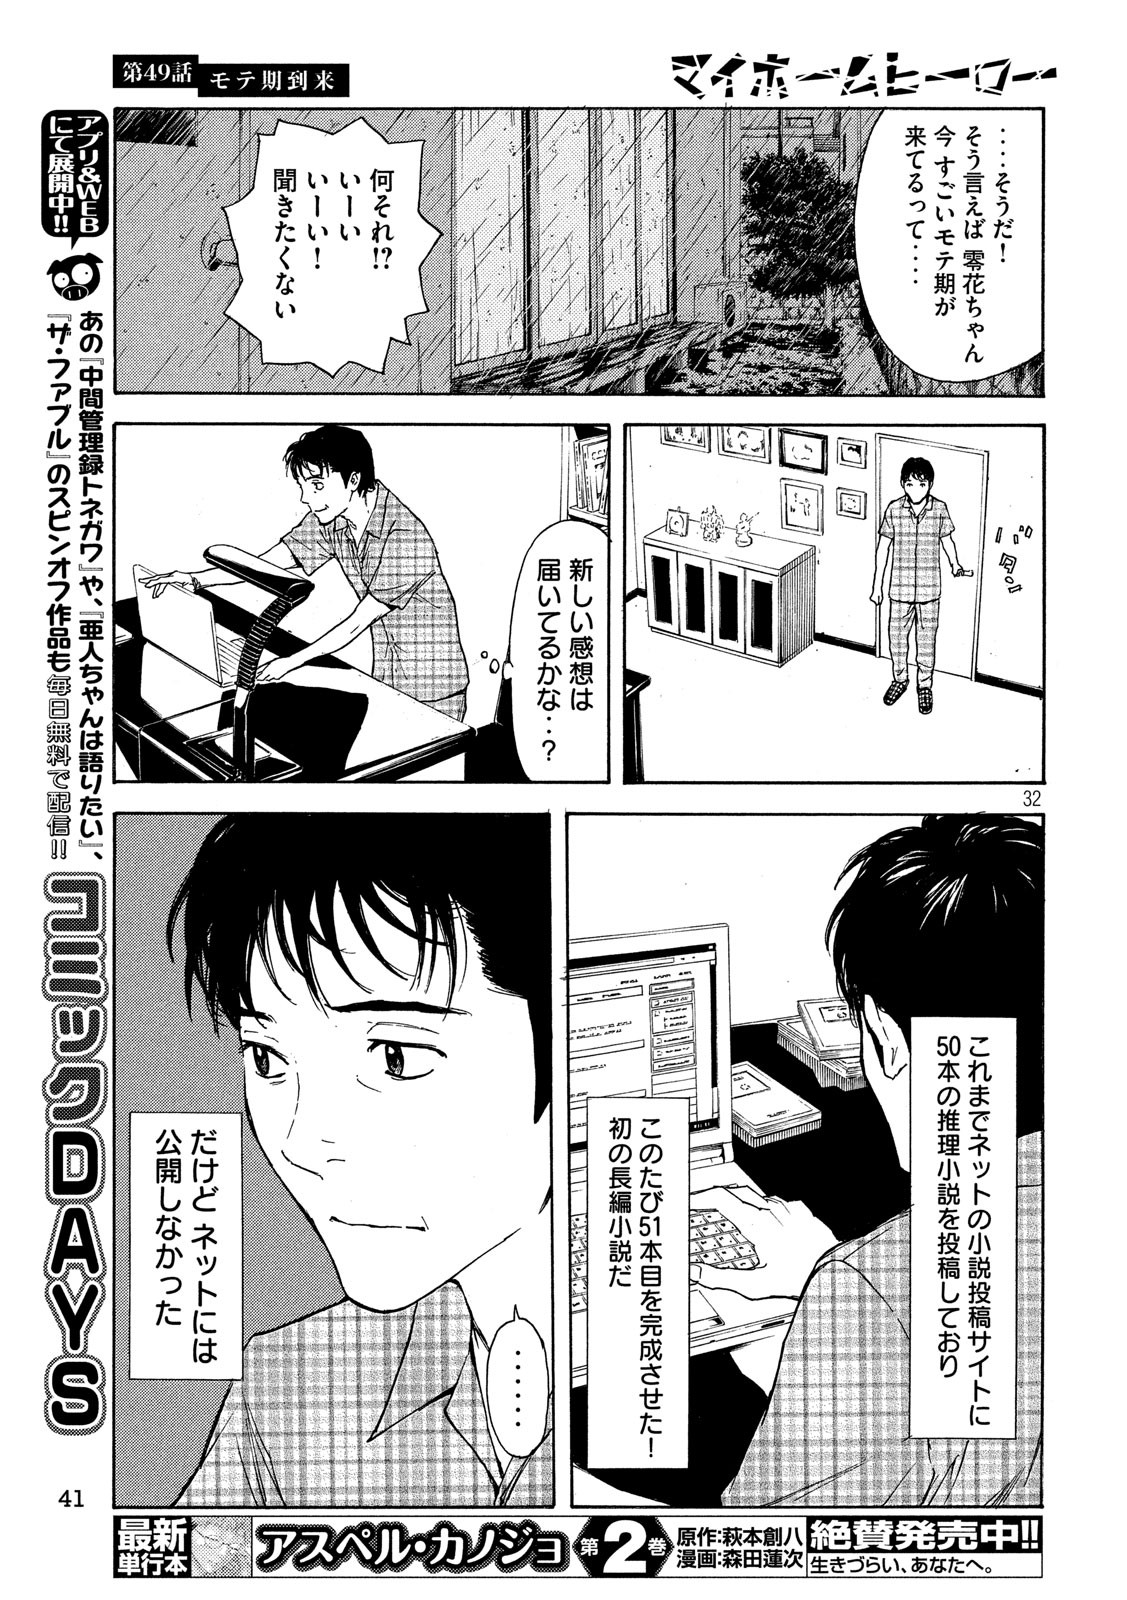 マイホームヒーロー
第49話
モテ期到来
‥‥そうだ！
そう言えば 零花ちゃん
今 すごいモテ期が
来てるって‥‥
何それ!?
いーい
いーい！
聞きたくない
バタン
新しい感想は
届いてるかな‥？
32
これまでネットの小説投稿サイトに
50本の推理小説を投稿しており
このたび51本目を完成させた！
初の長編小説だ
‥‥‥
だけど ネットには
公開しなかった
アプリ&WEB
にて展開中!!
あの『中間管理録トネガワ』や、『亜人ちゃんは語りたい』、
『ザ・ファブル』のスピンオフ作品も毎日無料で配信!!
コミックDAYS
41
最新
単行本
アスペル・カノジョ
第2巻
原作:萩本創八
漫画:森田蓮次
絶賛発売中!!
生きづらい、あなたへ。